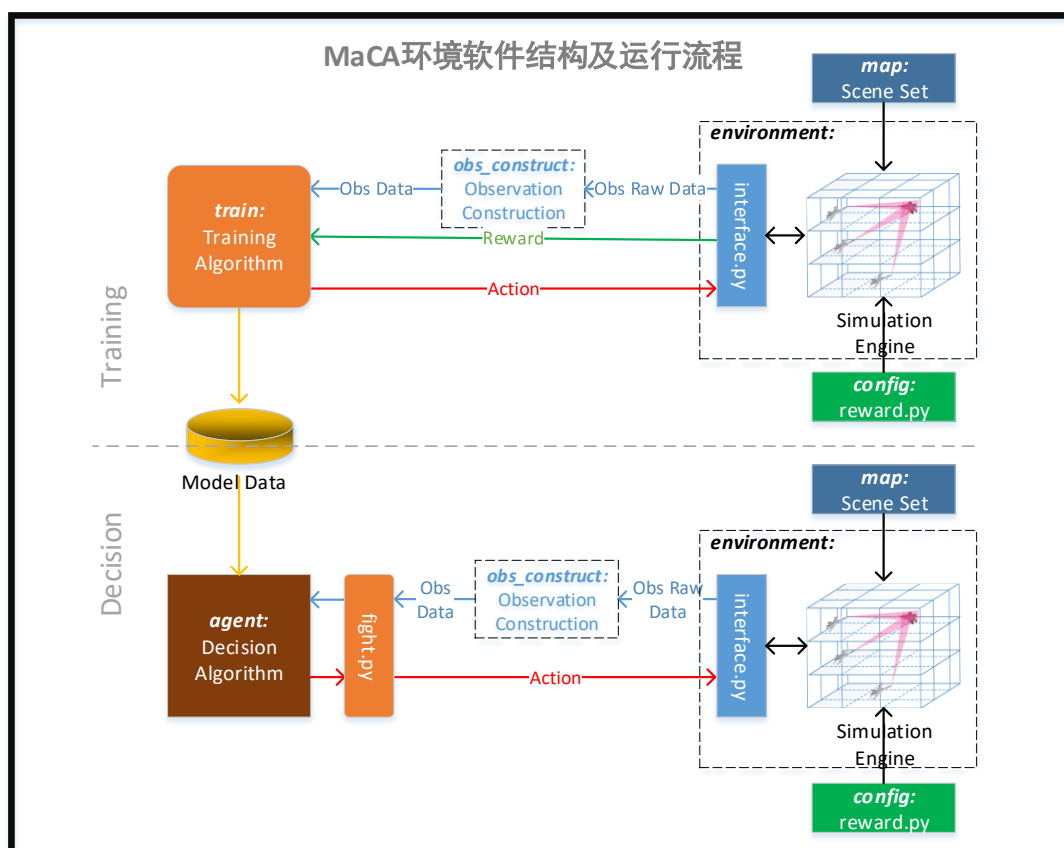 MaCA环境软件结构及运行流程
map:
Scene Set
environment:
obs_construct:
Observation
Construction
Obs Data
Obs Raw Data
interface.py
train:
Training
Algorithm
Reward
Action
Simulation
Engine
config:
reward.py
Training
Model Data
Decision
map:
Scene Set
environment:
obs_construct:
Observation
Construction
Obs
Data
Obs Raw
Data
interface.py
agent:
Decision
Algorithm
fight.py
Action
Simulation
Engine
config:
reward.py